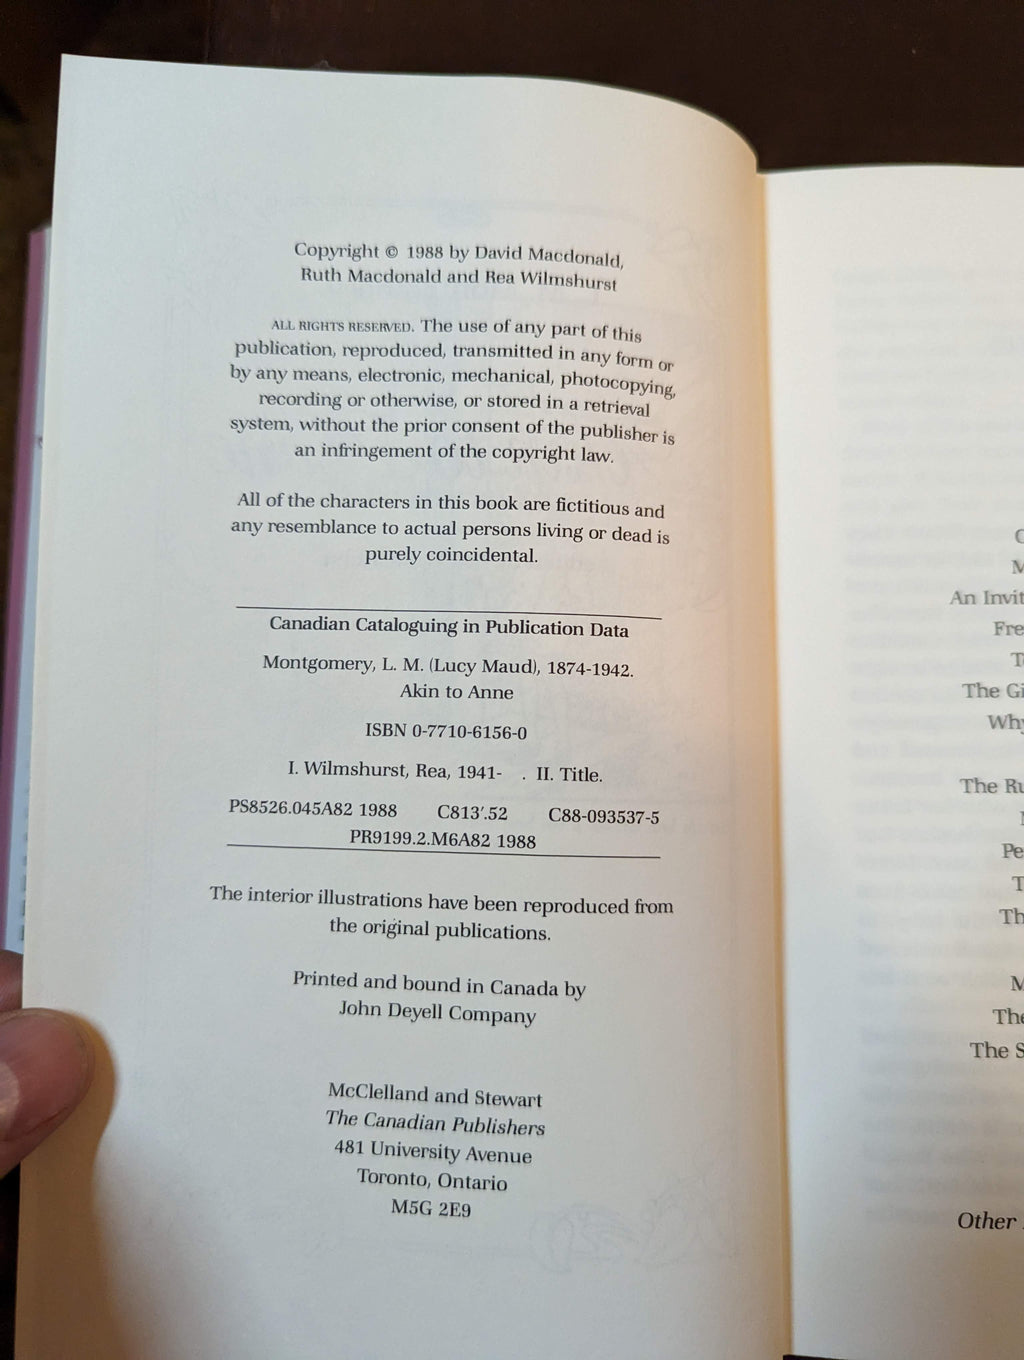 Copyright © 1988 by David Macdonald,
Ruth Macdonald and Rea Wilmshurst
ALL RIGHTS RESERVED. The use of any part of this
publication, reproduced, transmitted in any form or
by any means, electronic, mechanical, photocopying,
recording or otherwise, or stored in a retrieval
system, without the prior consent of the publisher is
an infringement of the copyright law.
All of the characters in this book are fictitious and
any resemblance to actual persons living or dead is
purely coincidental.
Canadian Cataloguing in Publication Data
Montgomery, L. M. (Lucy Maud), 1874-1942.
Akin to Anne
ISBN 0-7710-6156-0
I. Wilmshurst, Rea, 1941-   . II. Title.
PS8526.045A82 1988   C813'.52   C88-093537-5
PR9199.2.M6A82 1988
The interior illustrations have been reproduced from
the original publications.
Printed and bound in Canada by
John Deyell Company
McClelland and Stewart
The Canadian Publishers
481 University Avenue
Toronto, Ontario
M5G 2E9
An
The
Why
The
The
The
Other